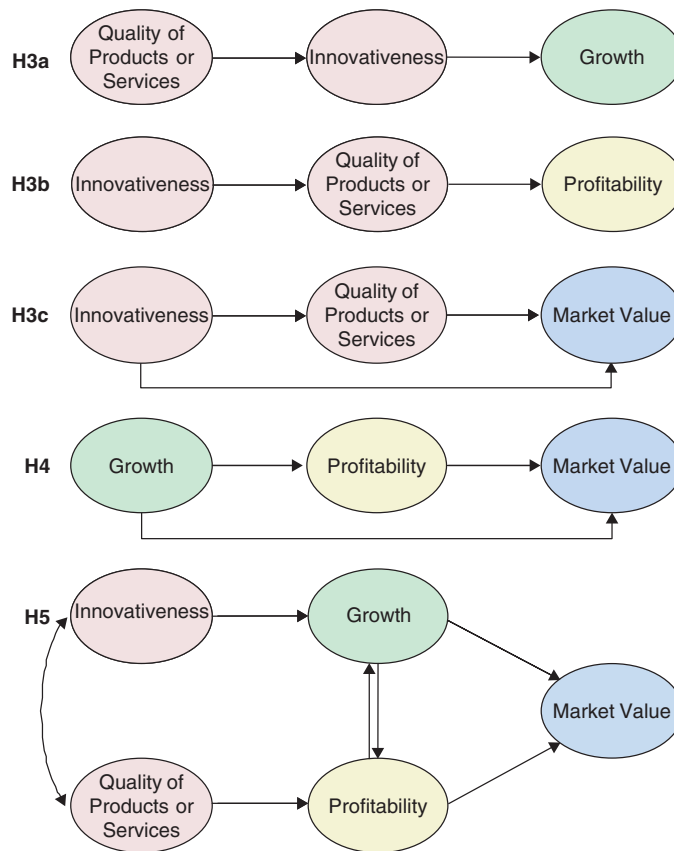 H3a
Quality of
Products or
Services
Innovativeness
Growth
H3b
Innovativeness
Quality of
Products or
Services
Profitability
H3c
Innovativeness
Quality of
Products or
Services
Market Value
H4
Growth
Profitability
Market Value
H5
Innovativeness
Growth
Market Value
Quality of
Products or
Services
Profitability